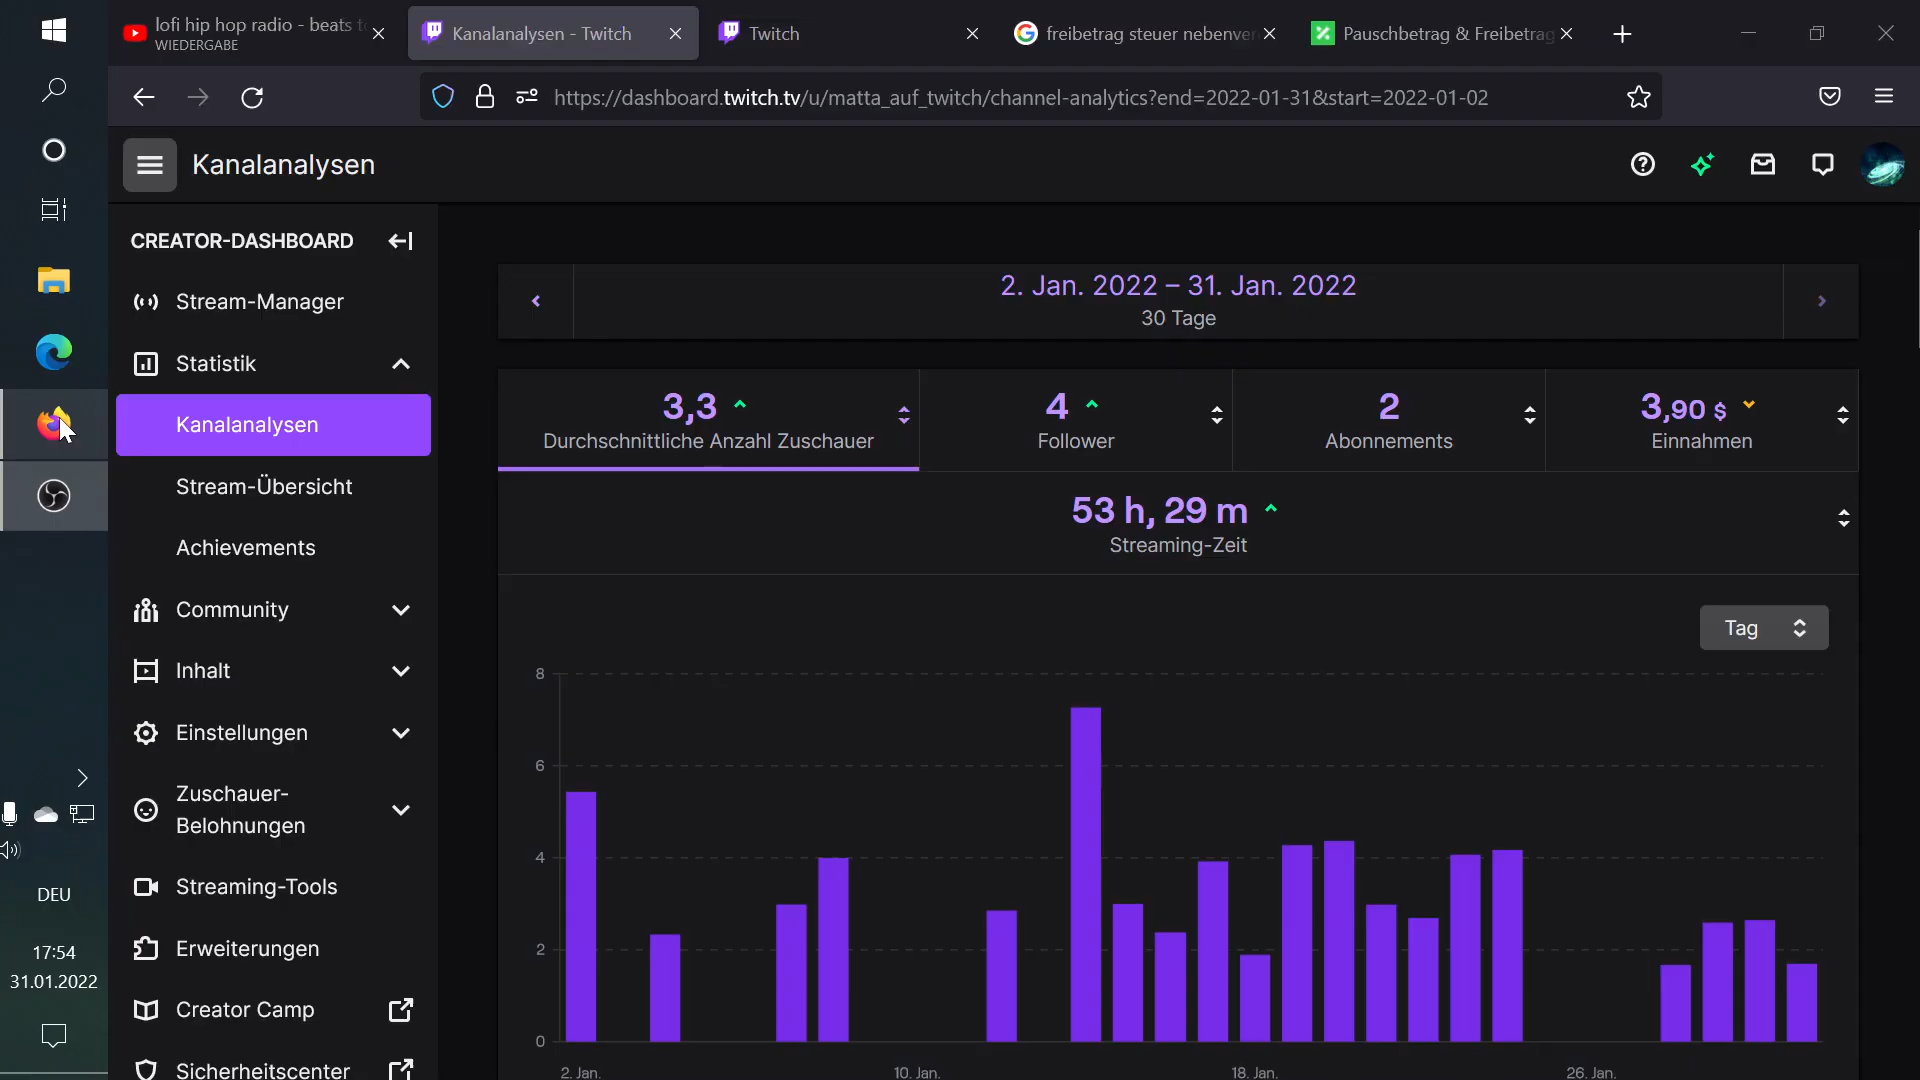 lofi hip hop radio - beats t
WIEDERGABE
Kanalanalysen - Twitch
Twitch
freibetrag steuer nebenver
Pauschbetrag & Freibetrag
https://dashboard.twitch.tv/u/matta_auf_twitch/channel-analytics?end=2022-01-31&start=2022-01-02
Kanalanalysen
CREATOR-DASHBOARD
Stream-Manager
Statistik
Kanalanalysen
Stream-Übersicht
Achievements
Community
Inhalt
Einstellungen
Zuschauer-
Belohnungen
Streaming-Tools
Erweiterungen
Creator Camp
Sicherheitscenter
2. Jan. 2022 – 31. Jan. 2022
30 Tage
3,3
Durchschnittliche Anzahl Zuschauer
4
Follower
2
Abonnements
3,90 $
Einnahmen
53 h, 29 m
Streaming-Zeit
Tag
8
6
4
2
0
2. Jan.
10. Jan.
18. Jan.
26. Jan.
DEU
17:54
31.01.2022